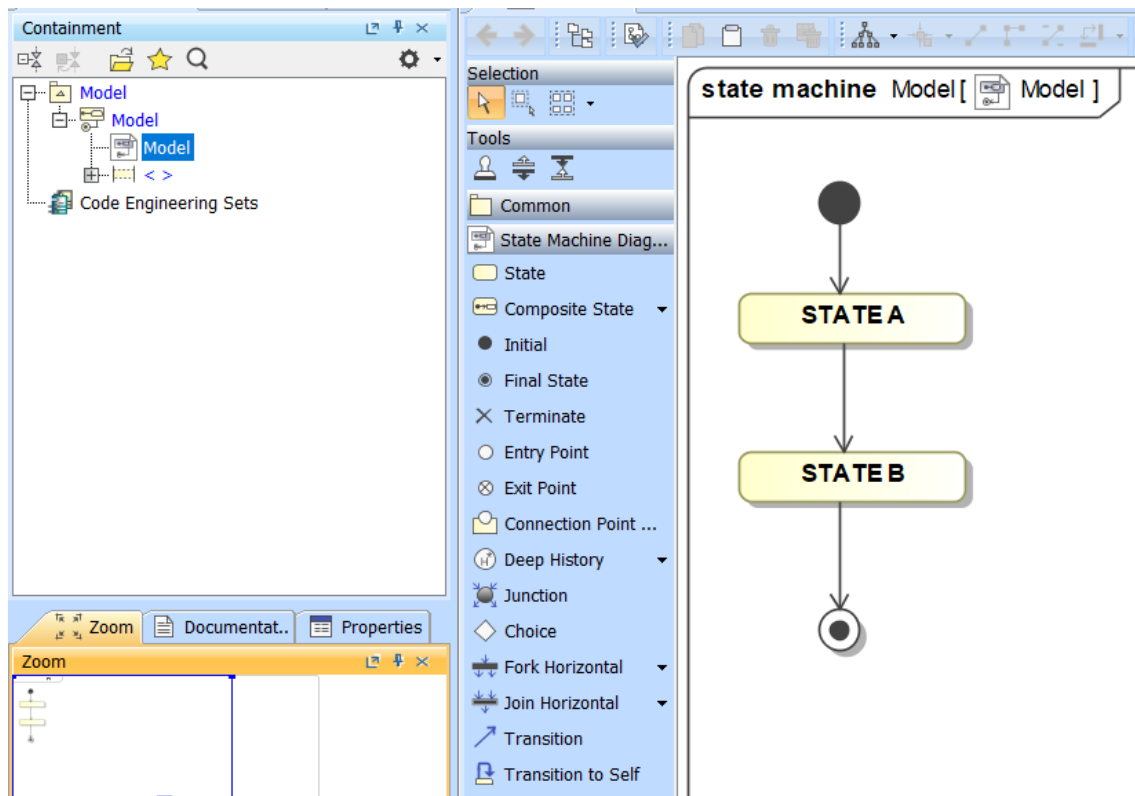 Containment
Model
Model
Model
< >
Code Engineering Sets
Zoom
Documentat..
Properties
Zoom
Selection
Tools
Common
State Machine Diag...
State
Composite State
Initial
Final State
Terminate
Entry Point
Exit Point
Connection Point ...
H Deep History
Junction
Choice
Fork Horizontal
Join Horizontal
Transition
Transition to Self
state machine Model [ Model ]
STATE A
STATE B